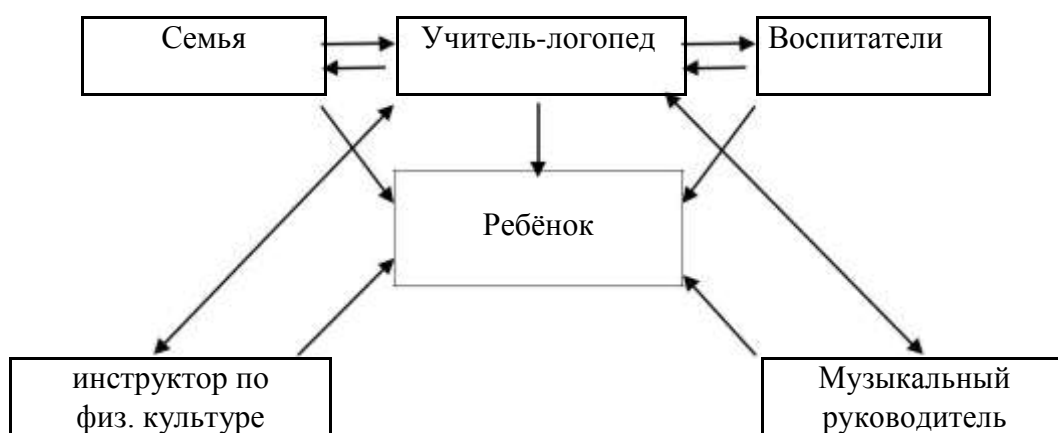 Семья
Учитель-логопед
Воспитатели
Ребёнок
инструктор по
физ. культуре
Музыкальный
руководитель